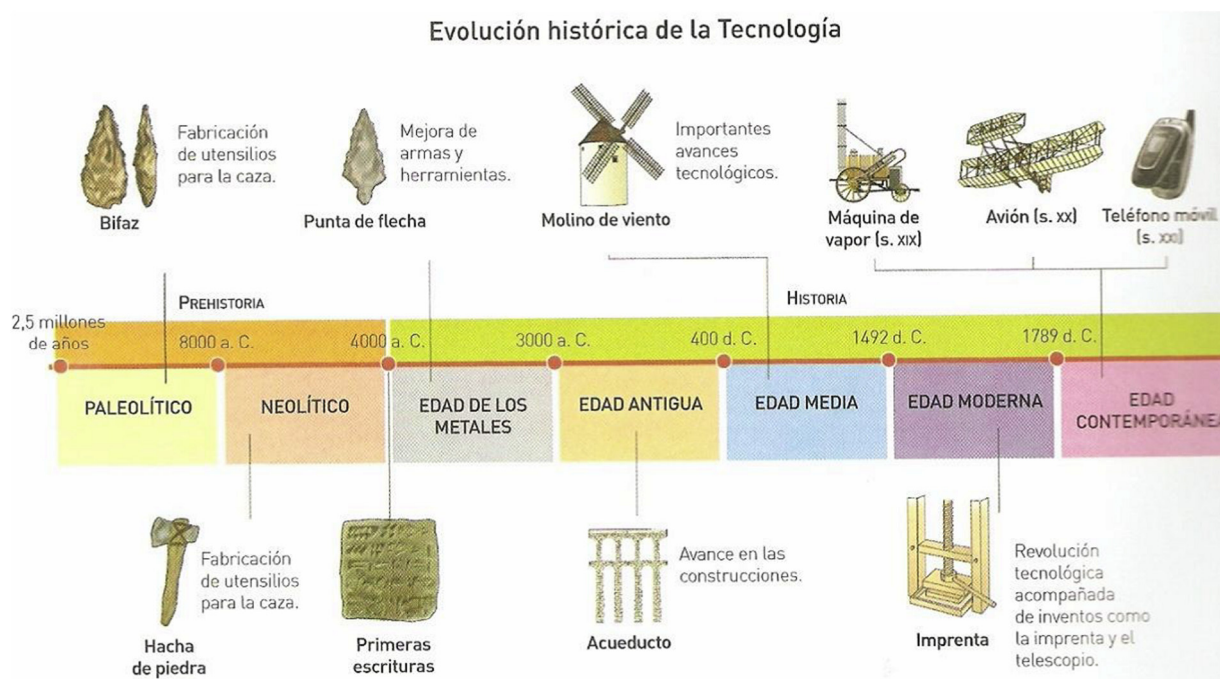 Evolución histórica de la Tecnología
Fabricación
de utensilios
para la caza.
Bifaz
Mejora de
armas y
herramientas.
Punta de flecha
Importantes
avances
tecnológicos.
Molino de viento
Máquina de
vapor (s. XIX)
Avión (s. XX)
Teléfono móvil
(s. XXI)
PREHISTORIA
HISTORIA
2,5 millones
de años
8000 a. C.
4000 a. C.
3000 a. C.
400 d. C.
1492 d. C.
1789 d. C.
PALEOLÍTICO
NEOLÍTICO
EDAD DE LOS
METALES
EDAD ANTIGUA
EDAD MEDIA
EDAD MODERNA
EDAD
CONTEMPORÁNEA
Hacha
de piedra
Fabricación
de utensilios
para la caza.
Primeras
escrituras
Acueducto
Avance en las
construcciones.
Imprenta
Revolución
tecnológica
acompañada
de inventos como
la imprenta y el
telescopio.